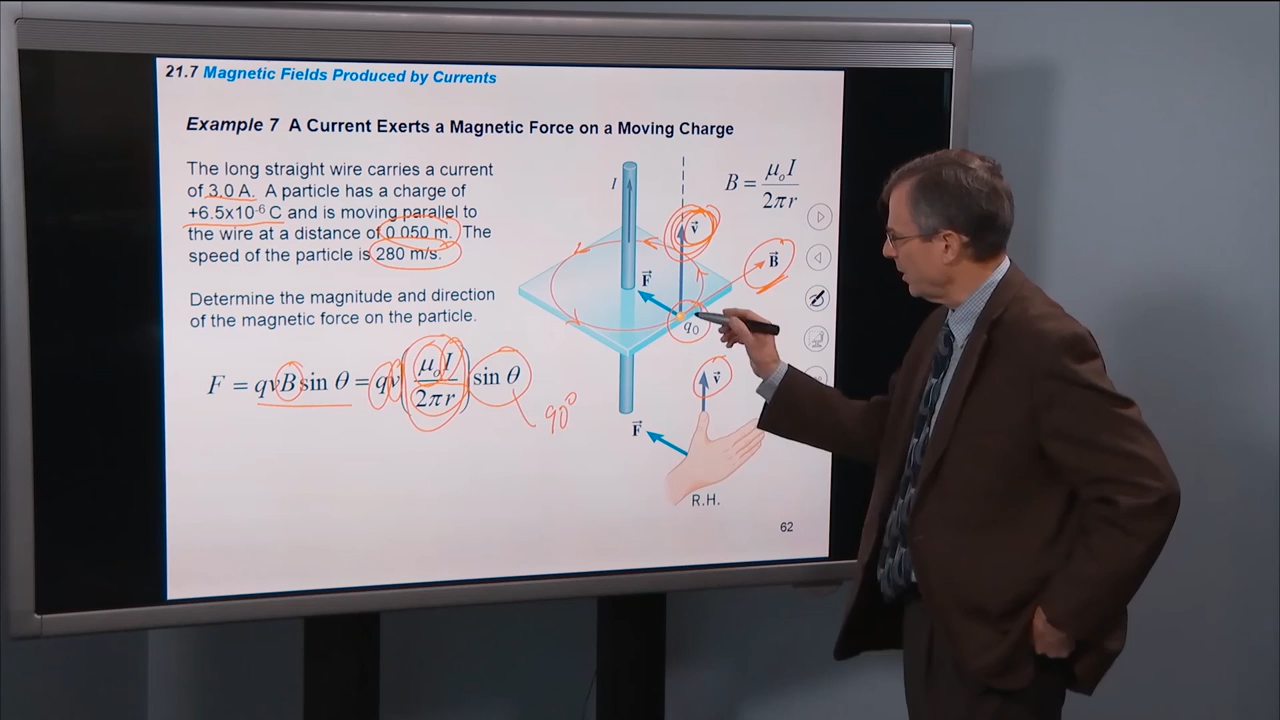 21.7 Magnetic Fields Produced by Currents
Example 7 A Current Exerts a Magnetic Force on a Moving Charge
The long straight wire carries a current
of 3.0 A. A particle has a charge of
+6.5x10⁻⁶ C and is moving parallel to
the wire at a distance of 0.050 m. The
speed of the particle is 280 m/s.
Determine the magnitude and direction
of the magnetic force on the particle.
F = qvB sin θ = qv(μₒI / 2πr) sin θ
90°
I
B = μₒI / 2πr
v⃗
B⃗
F⃗
q₀
v⃗
F⃗
R.H.
62